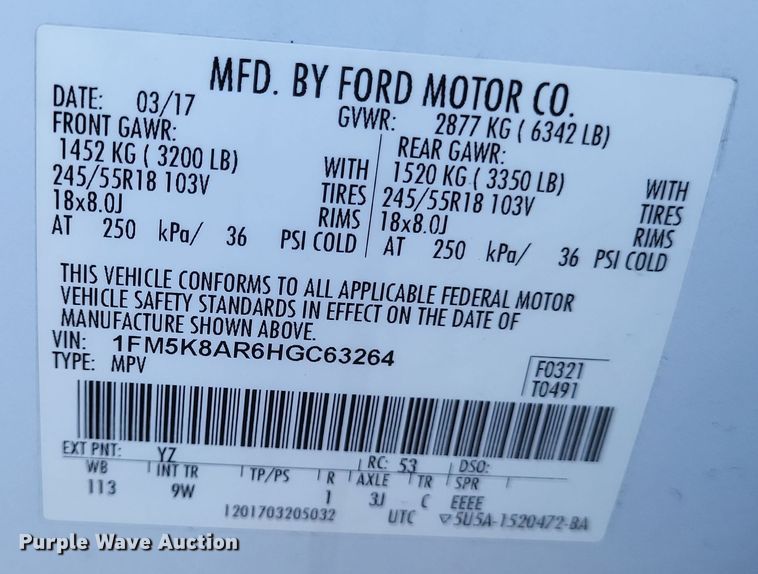 MFD. BY FORD MOTOR CO.
DATE: 03/17 GVWR: 2877 KG ( 6342 LB)
FRONT GAWR: REAR GAWR:
1452 KG ( 3200 LB) WITH 1520 KG ( 3350 LB) WITH
245/55R18 103V TIRES 245/55R18 103V TIRES
18x8.0J RIMS 18x8.0J RIMS
AT 250 kPa/ 36 PSI COLD AT 250 kPa/ 36 PSI COLD
THIS VEHICLE CONFORMS TO ALL APPLICABLE FEDERAL MOTOR
VEHICLE SAFETY STANDARDS IN EFFECT ON THE DATE OF
MANUFACTURE SHOWN ABOVE.
VIN: 1FM5K8AR6HGC63264
TYPE: MPV
F0321
T0491
EXT PNT: YZ RC: 53 DSO:
WB INT TR TP/PS R AXLE TR SPR
113 9W 1 3J C EEEE
1201703205032 UTC ▽5U5A-1520472-BA
Purple Wave Auction